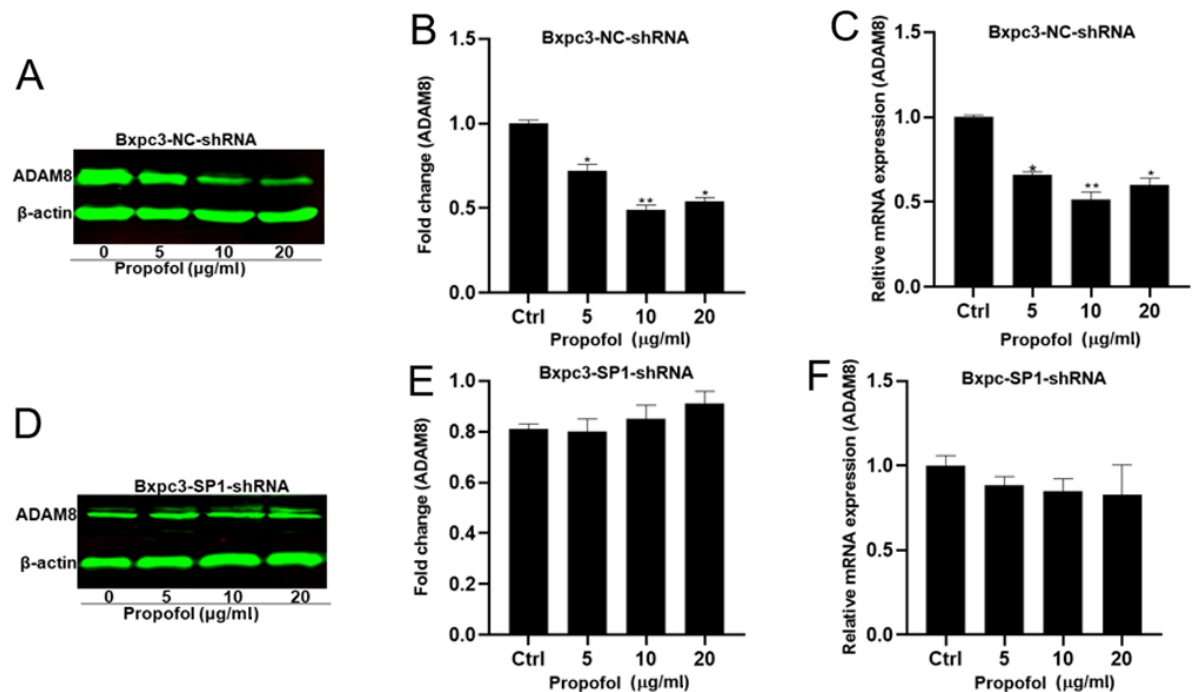 A
Bxpc3-NC-shRNA
ADAM8
β-actin
0 5 10 20
Propofol (μg/ml)
B
Bxpc3-NC-shRNA
Fold change (ADAM8)
1.5
1.0
0.5
0.0
* ** *
Ctrl 5 10 20
Propofol (μg/ml)
C
Bxpc3-NC-shRNA
Reltive mRNA expression (ADAM8)
1.5
1.0
0.5
0.0
* ** *
Ctrl 5 10 20
Propofol (μg/ml)
D
Bxpc3-SP1-shRNA
ADAM8
β-actin
0 5 10 20
Propofol (μg/ml)
E
Bxpc3-SP1-shRNA
Fold change (ADAM8)
1.0
0.8
0.6
0.4
0.2
0.0
Ctrl 5 10 20
Propofol (μg/ml)
F
Bxpc-SP1-shRNA
Relative mRNA expression (ADAM8)
1.5
1.0
0.5
0.0
Ctrl 5 10 20
Propofol (μg/ml)